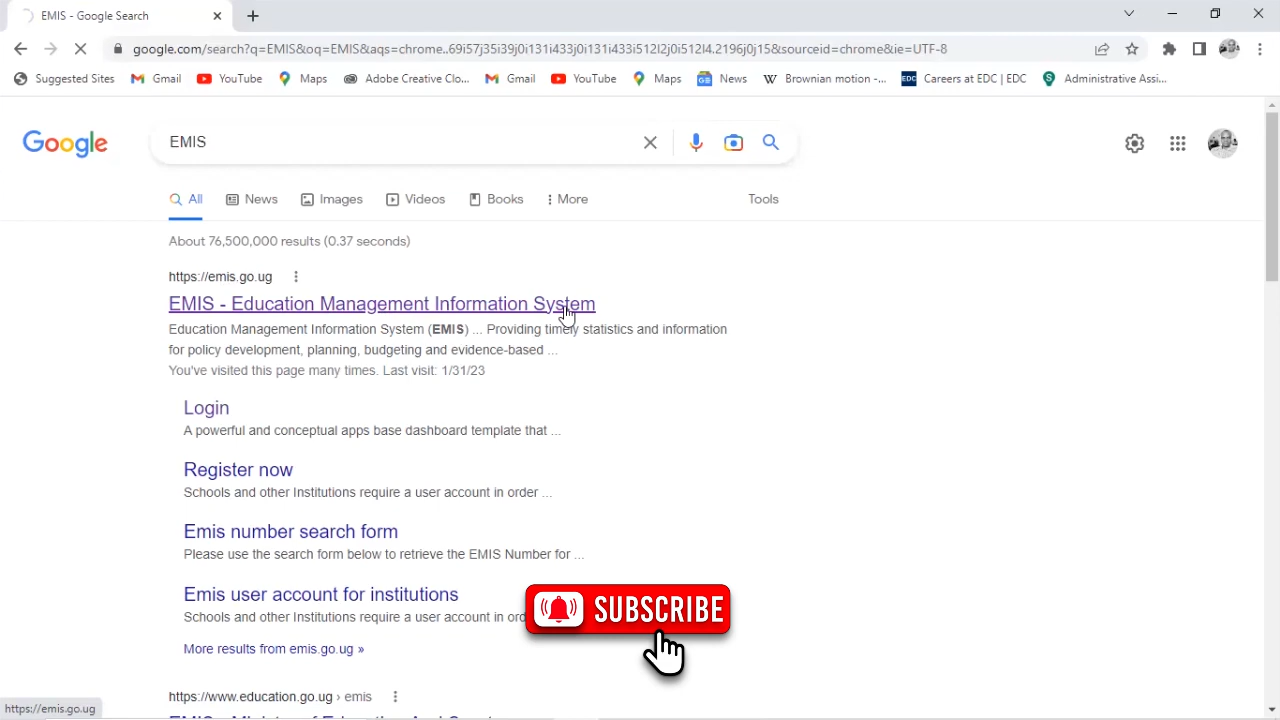 EMIS - Google Search
google.com/search?q=EMIS&oq=EMIS&aqs=chrome..69i57j35i39j0i131i433j0i131i433i512l2j0i512l4.2196j0j15&sourceid=chrome&ie=UTF-8
Suggested Sites Gmail YouTube Maps Adobe Creative Clo... Gmail YouTube Maps News Brownian motion -... EDC Careers at EDC | EDC S Administrative Assi...
Google
EMIS
All News Images Videos Books More Tools
About 76,500,000 results (0.37 seconds)
https://emis.go.ug
EMIS - Education Management Information System
Education Management Information System (EMIS) ... Providing timely statistics and information
for policy development, planning, budgeting and evidence-based ...
You've visited this page many times. Last visit: 1/31/23
Login
A powerful and conceptual apps base dashboard template that ...
Register now
Schools and other Institutions require a user account in order ...
Emis number search form
Please use the search form below to retrieve the EMIS Number for ...
Emis user account for institutions
Schools and other Institutions require a user account in ord
SUBSCRIBE
More results from emis.go.ug »
https://www.education.go.ug › emis
https://emis.go.ug